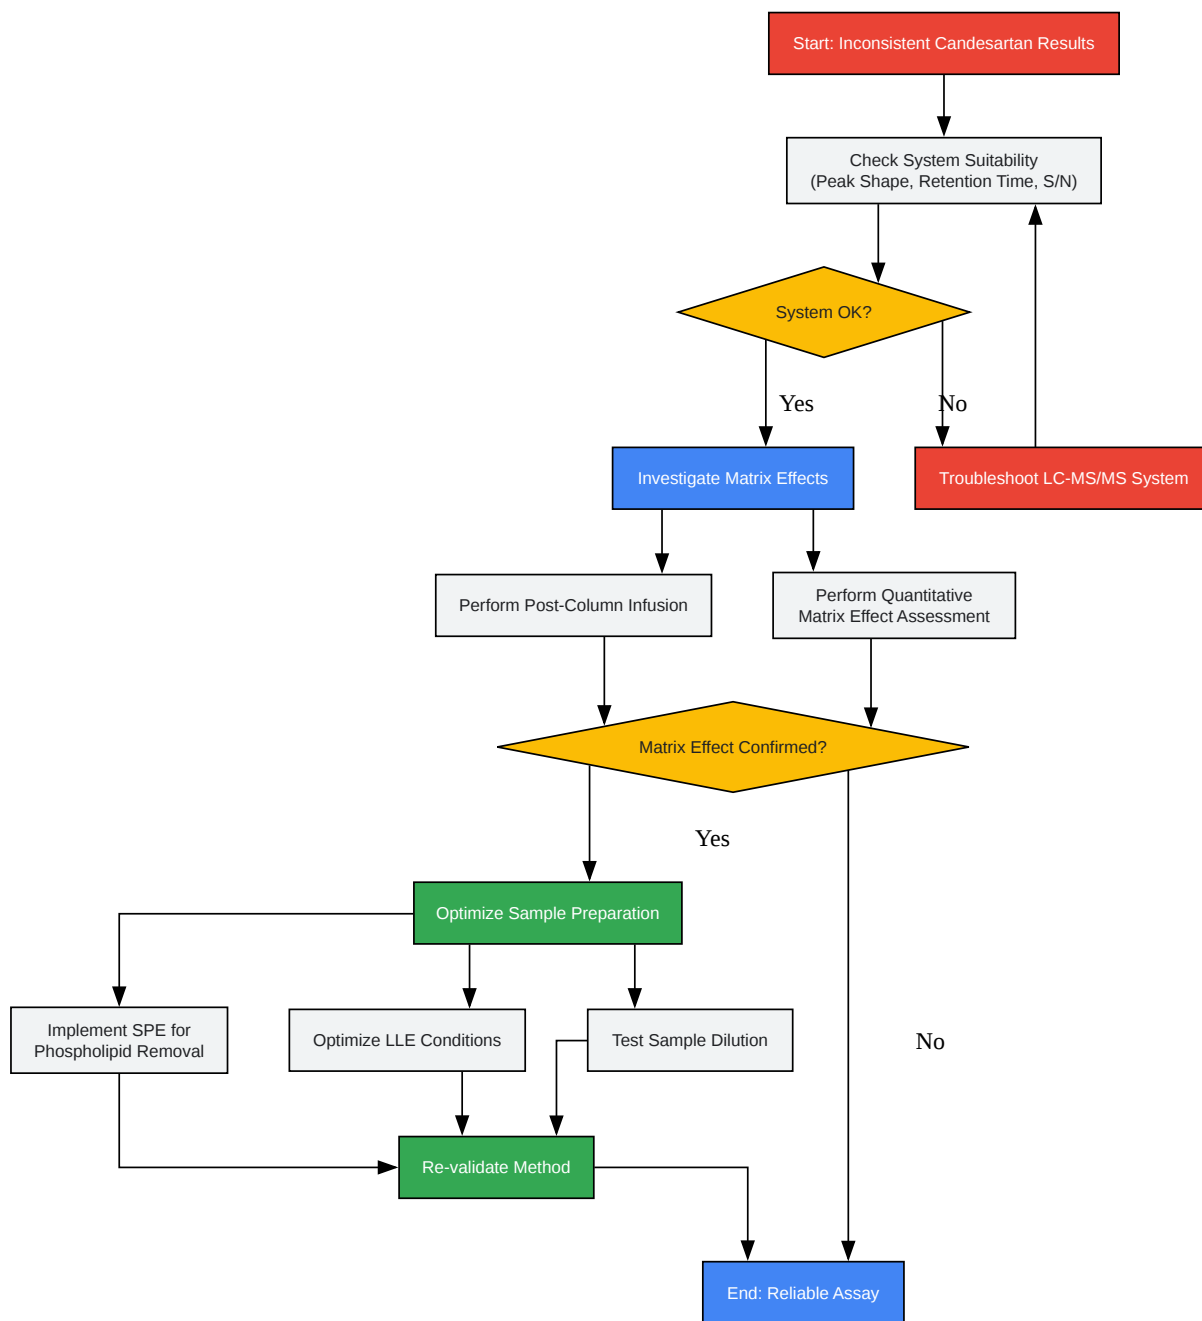 Start: Inconsistent Candesartan Results
Check System Suitability
(Peak Shape, Retention Time, S/N)
System OK?
Yes
No
Investigate Matrix Effects
Troubleshoot LC-MS/MS System
Perform Post-Column Infusion
Perform Quantitative
Matrix Effect Assessment
Matrix Effect Confirmed?
Yes
Optimize Sample Preparation
Implement SPE for
Phospholipid Removal
Optimize LLE Conditions
Test Sample Dilution
No
Re-validate Method
End: Reliable Assay